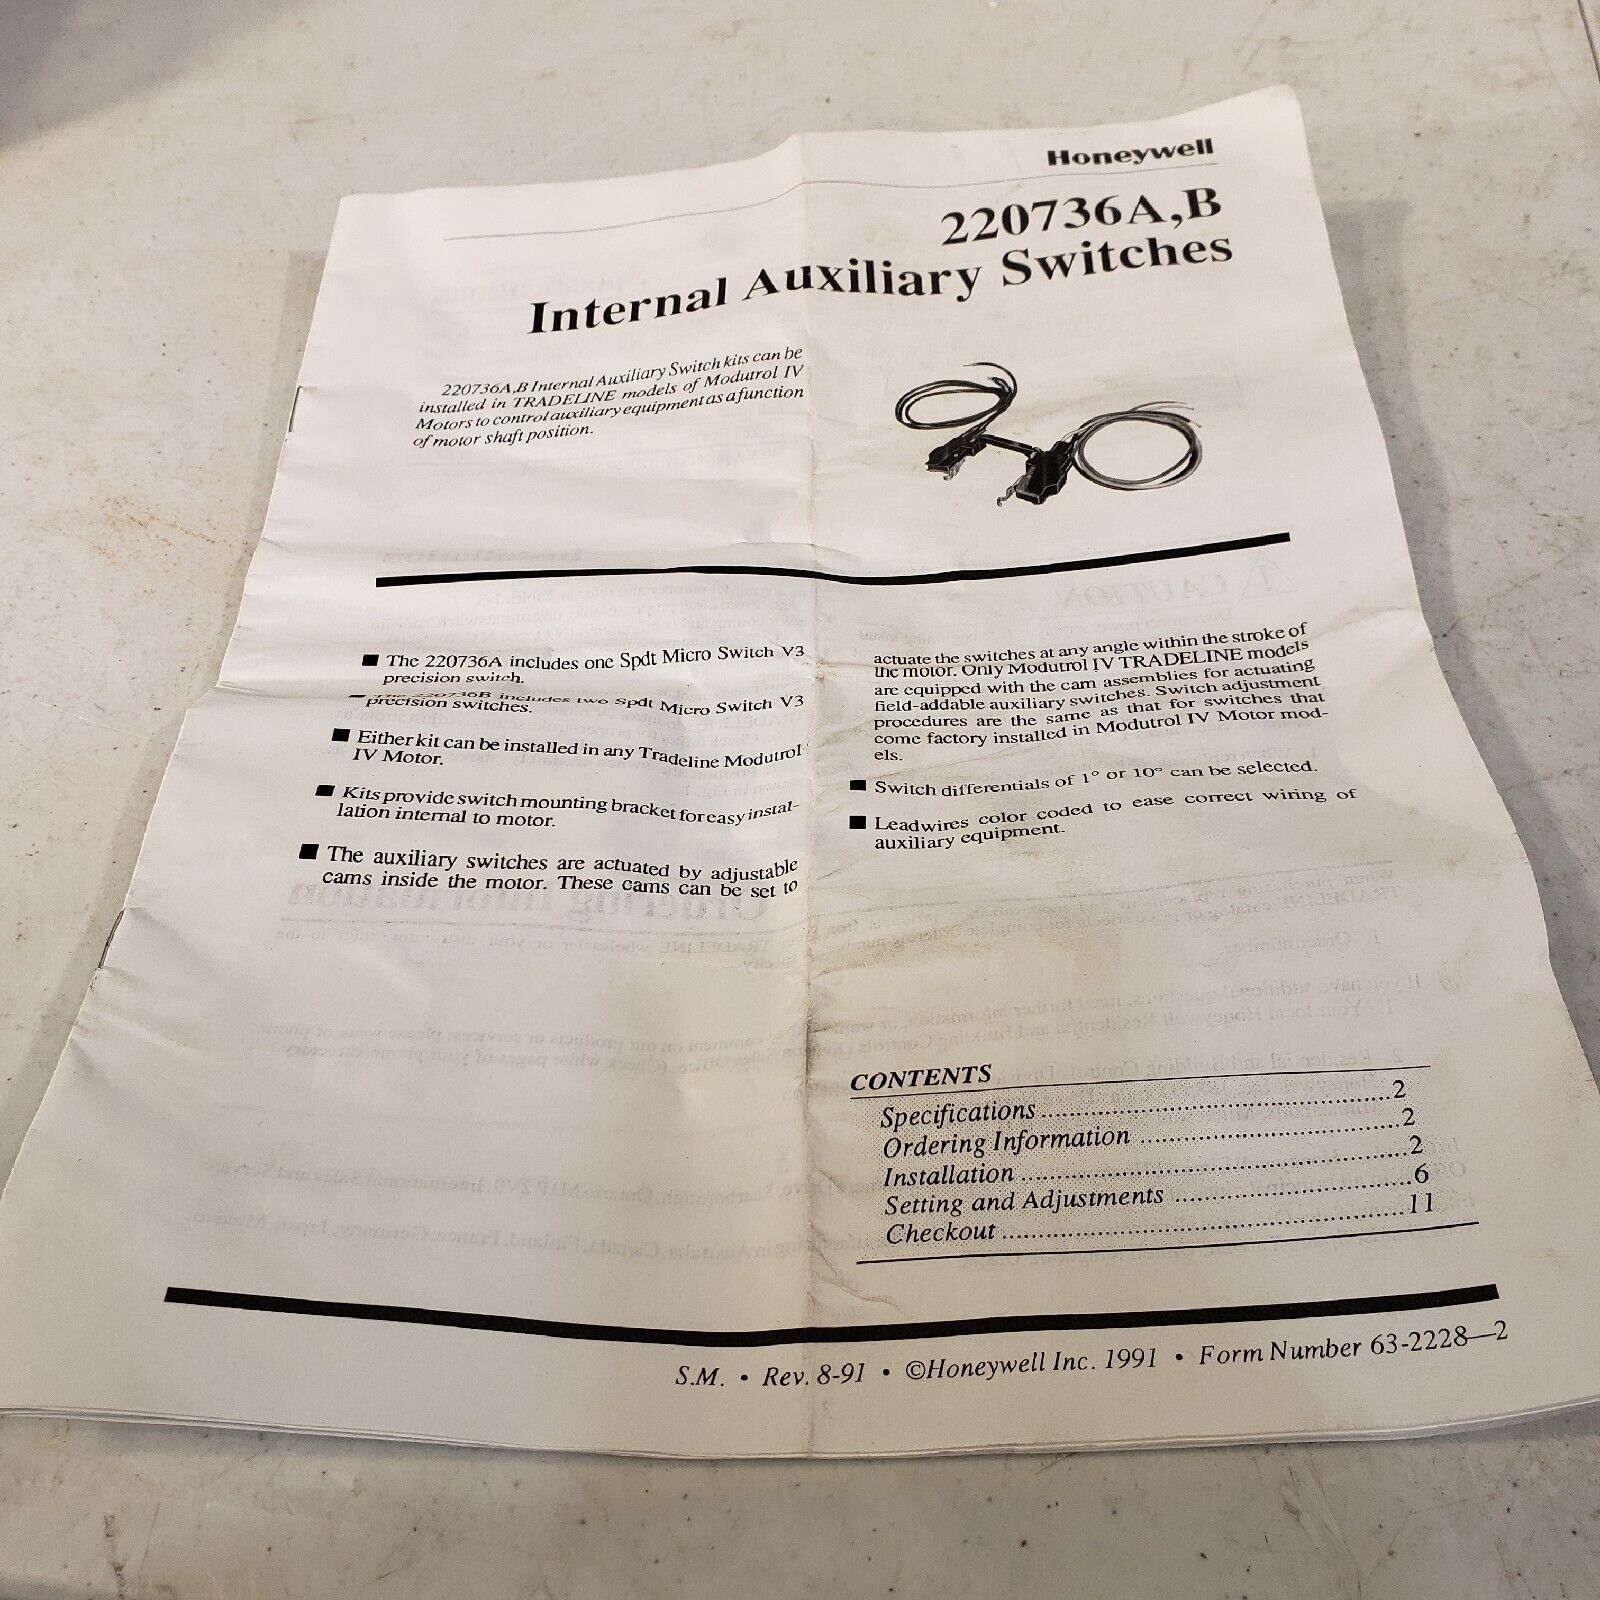 Honeywell
220736A,B
Internal Auxiliary Switches
220736A,B Internal Auxiliary Switch kits can be
installed in TRADELINE models of Modutrol IV
Motors to control auxiliary equipment as a function
of motor shaft position.
■ The 220736A includes one Spdt Micro Switch V3
precision switch.
■ The 220736B includes two Spdt Micro Switch V3
precision switches.
■ Either kit can be installed in any Tradeline Modutrol
IV Motor.
■ Kits provide switch mounting bracket for easy instal-
lation internal to motor.
■ The auxiliary switches are actuated by adjustable
cams inside the motor. These cams can be set to
actuate the switches at any angle within the stroke of
the motor. Only Modutrol IV TRADELINE models
are equipped with the cam assemblies for actuating
field-addable auxiliary switches. Switch adjustment
procedures are the same as that for switches that
come factory installed in Modutrol IV Motor mod-
els.
■ Switch differentials of 1° or 10° can be selected.
■ Leadwires color coded to ease correct wiring of
auxiliary equipment.
CONTENTS
Specifications ........ 2
Ordering Information ........ 2
Installation ........ 2
Setting and Adjustments ........ 6
Checkout ........ 11
S.M. • Rev. 8-91 • ©Honeywell Inc. 1991 • Form Number 63-2228—2